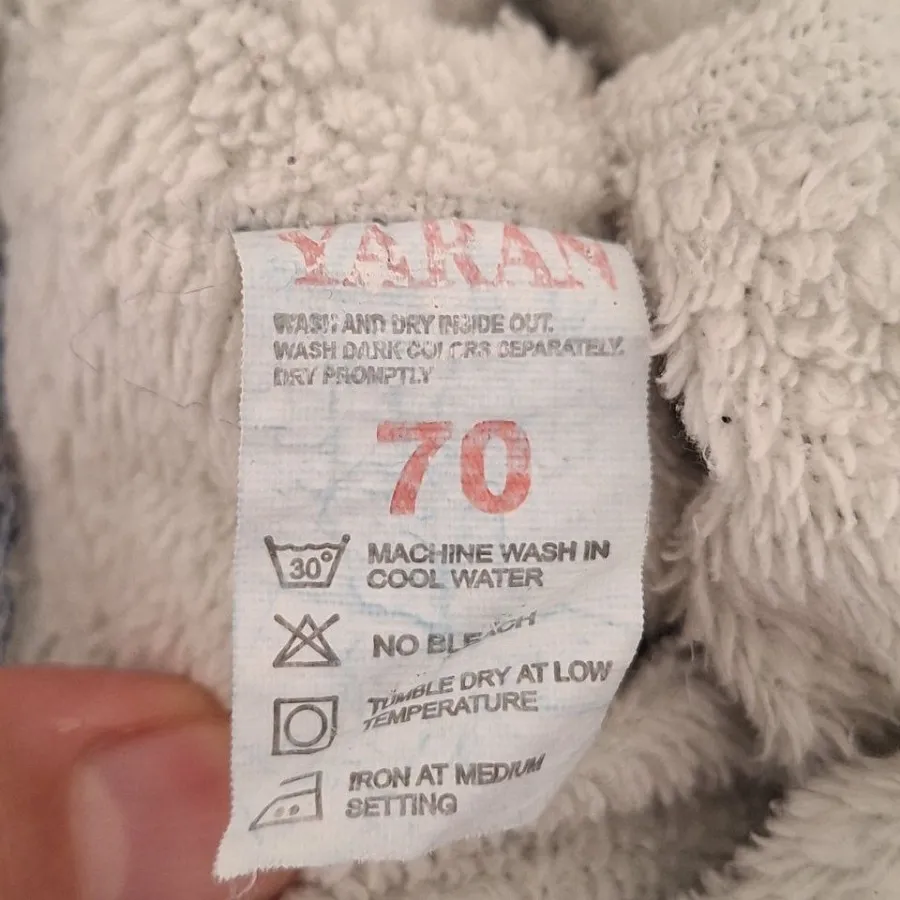 YARAN
WASH AND DRY INSIDE OUT.
WASH DARK COLORS SEPARATELY.
DRY PROMPTLY
70
30°
MACHINE WASH IN
COOL WATER
NO BLEACH
TUMBLE DRY AT LOW
TEMPERATURE
IRON AT MEDIUM
SETTING